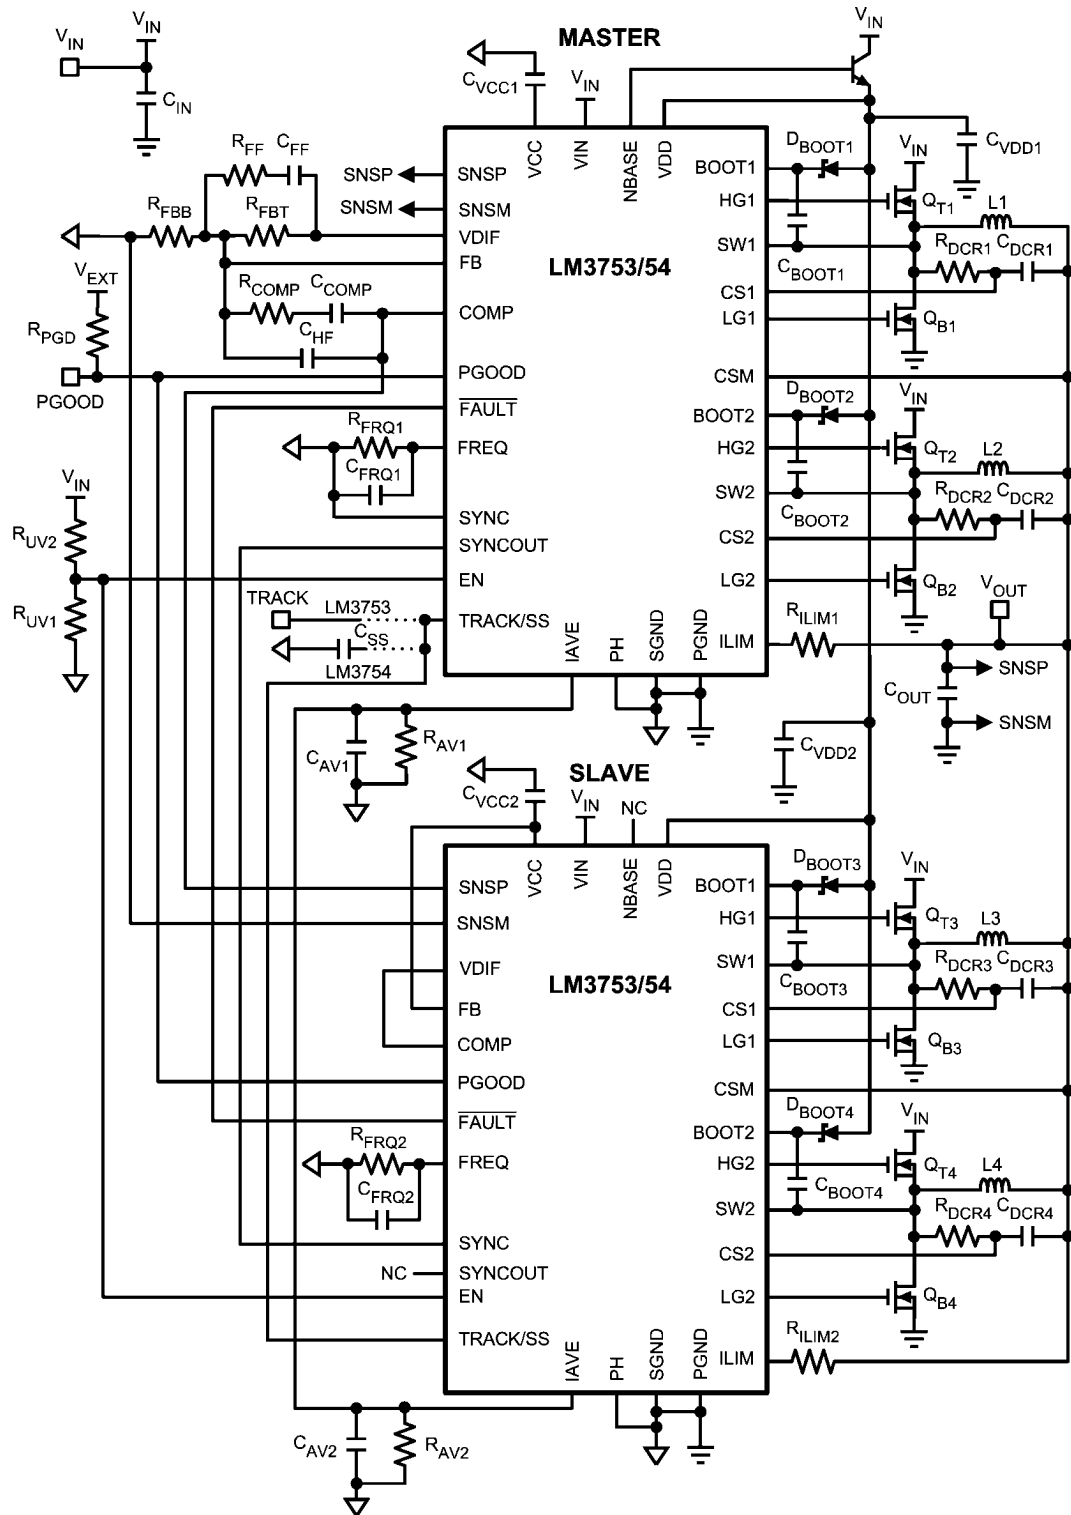 VIN
VIN
CIN
MASTER
VIN
CVCC1
VIN
VCC
VIN
NBASE
VDD
CVDD1
RFF
CFF
SNSP
SNSP
SNSM
SNSM
RFBB
RFBT
VDIF
FB
VEXT
RCOMP
CCOMP
COMP
CHF
RPGD
PGOOD
PGOOD
FAULT
RFRQ1
FREQ
CFRQ1
SYNC
SYNCOUT
VIN
RUV2
EN
RUV1
TRACK
LM3753
TRACK/SS
CSS
LM3754
LM3753/54
IAVE
PH
SGND
PGND
BOOT1
DBOOT1
VIN
HG1
QT1
L1
SW1
CBOOT1
RDCR1
CDCR1
CS1
LG1
QB1
CSM
BOOT2
DBOOT2
VIN
HG2
QT2
L2
SW2
CBOOT2
RDCR2
CDCR2
CS2
LG2
QB2
VOUT
ILIM
RILIM1
SNSP
COUT
SNSM
CAV1
RAV1
CVDD2
SLAVE
CVCC2
VIN
NC
VCC
VIN
NBASE
VDD
SNSP
SNSM
VDIF
LM3753/54
FB
COMP
PGOOD
FAULT
RFRQ2
FREQ
CFRQ2
SYNC
NC
SYNCOUT
EN
TRACK/SS
IAVE
PH
SGND
PGND
BOOT1
DBOOT3
VIN
HG1
QT3
L3
SW1
CBOOT3
RDCR3
CDCR3
CS1
LG1
QB3
CSM
BOOT2
DBOOT4
VIN
HG2
QT4
L4
SW2
CBOOT4
RDCR4
CDCR4
CS2
LG2
QB4
ILIM
RILIM2
CAV2
RAV2